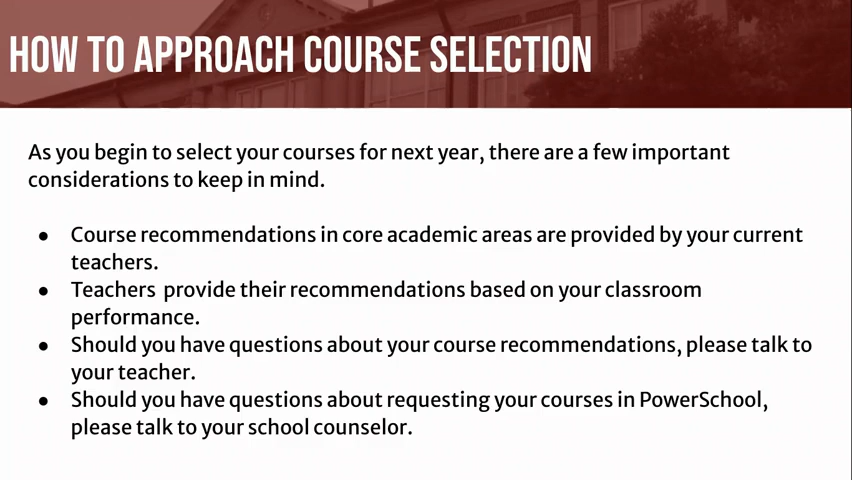 HOW TO APPROACH COURSE SELECTION
As you begin to select your courses for next year, there are a few important
considerations to keep in mind.
● Course recommendations in core academic areas are provided by your current
teachers.
● Teachers provide their recommendations based on your classroom
performance.
● Should you have questions about your course recommendations, please talk to
your teacher.
● Should you have questions about requesting your courses in PowerSchool,
please talk to your school counselor.